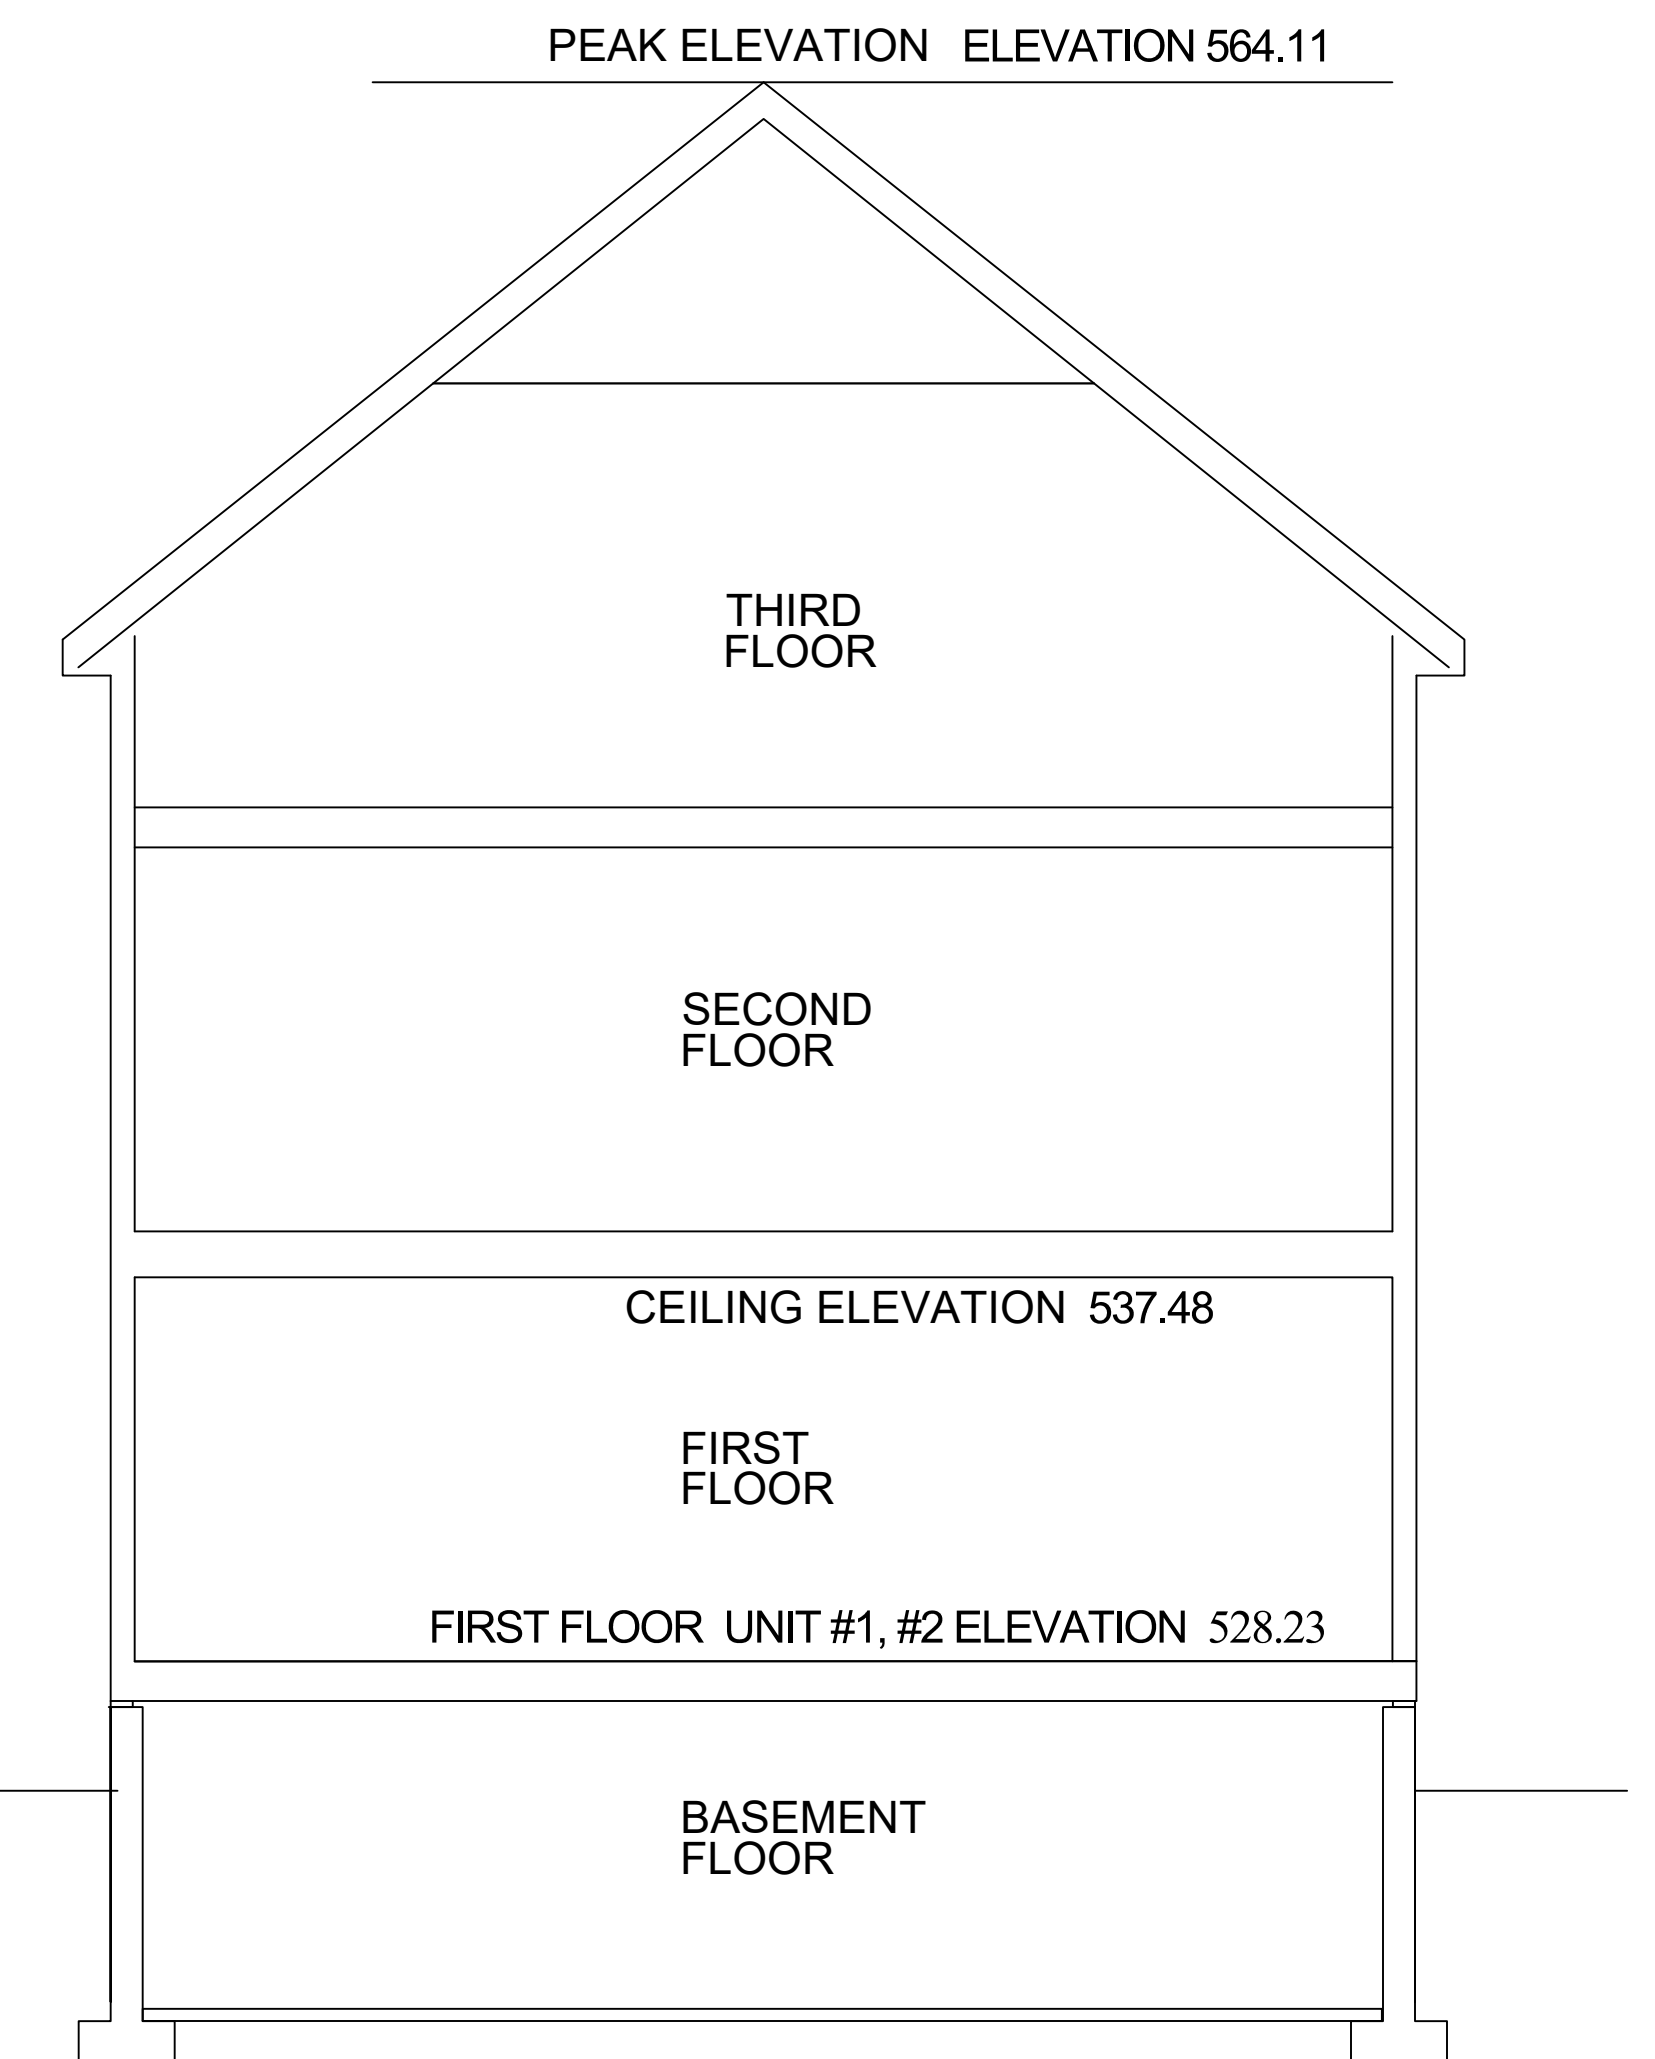 PEAK ELEVATION ELEVATION 564.11
THIRD
FLOOR
SECOND
FLOOR
CEILING ELEVATION 537.48
FIRST
FLOOR
FIRST FLOOR UNIT #1, #2 ELEVATION 528.23
BASEMENT
FLOOR